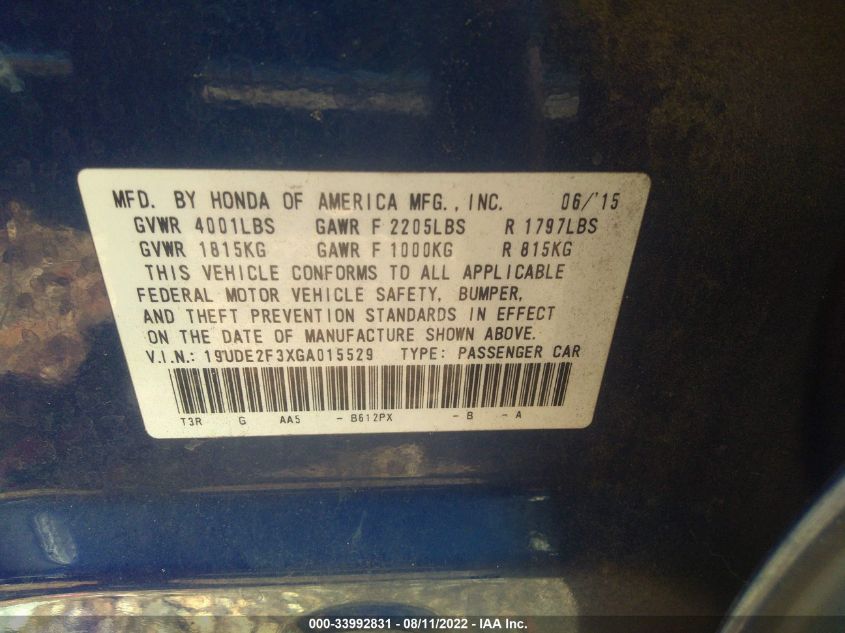 MFD. BY HONDA OF AMERICA MFG., INC. 06/'15
GVWR 4001LBS GAWR F 2205LBS R 1797LBS
GVWR 1815KG GAWR F 1000KG R 815KG
THIS VEHICLE CONFORMS TO ALL APPLICABLE
FEDERAL MOTOR VEHICLE SAFETY, BUMPER,
AND THEFT PREVENTION STANDARDS IN EFFECT
ON THE DATE OF MANUFACTURE SHOWN ABOVE.
V.I.N.: 19UDE2F3XGA015529 TYPE: PASSENGER CAR
T3R G AA5 - B612PX - B - A
000-33992831 - 08/11/2022 - IAA Inc.